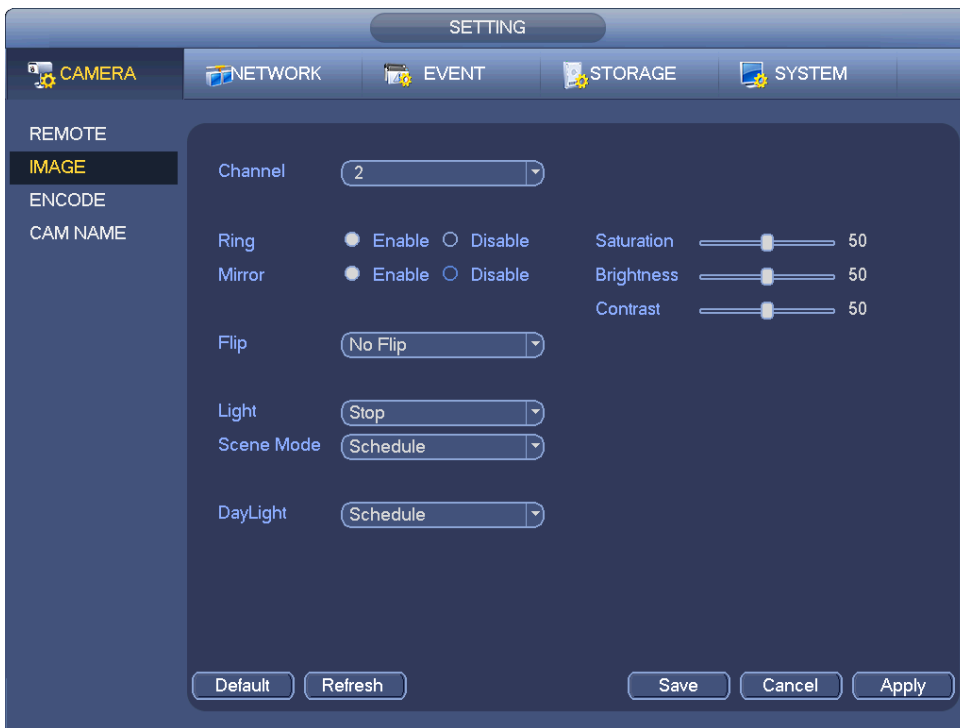 SETTING
CAMERA NETWORK EVENT STORAGE SYSTEM
REMOTE
IMAGE
ENCODE
CAM NAME
Channel 2
Ring Enable Disable Saturation 50
Mirror Enable Disable Brightness 50
Contrast 50
Flip No Flip
Light Stop
Scene Mode Schedule
DayLight Schedule
Default Refresh Save Cancel Apply